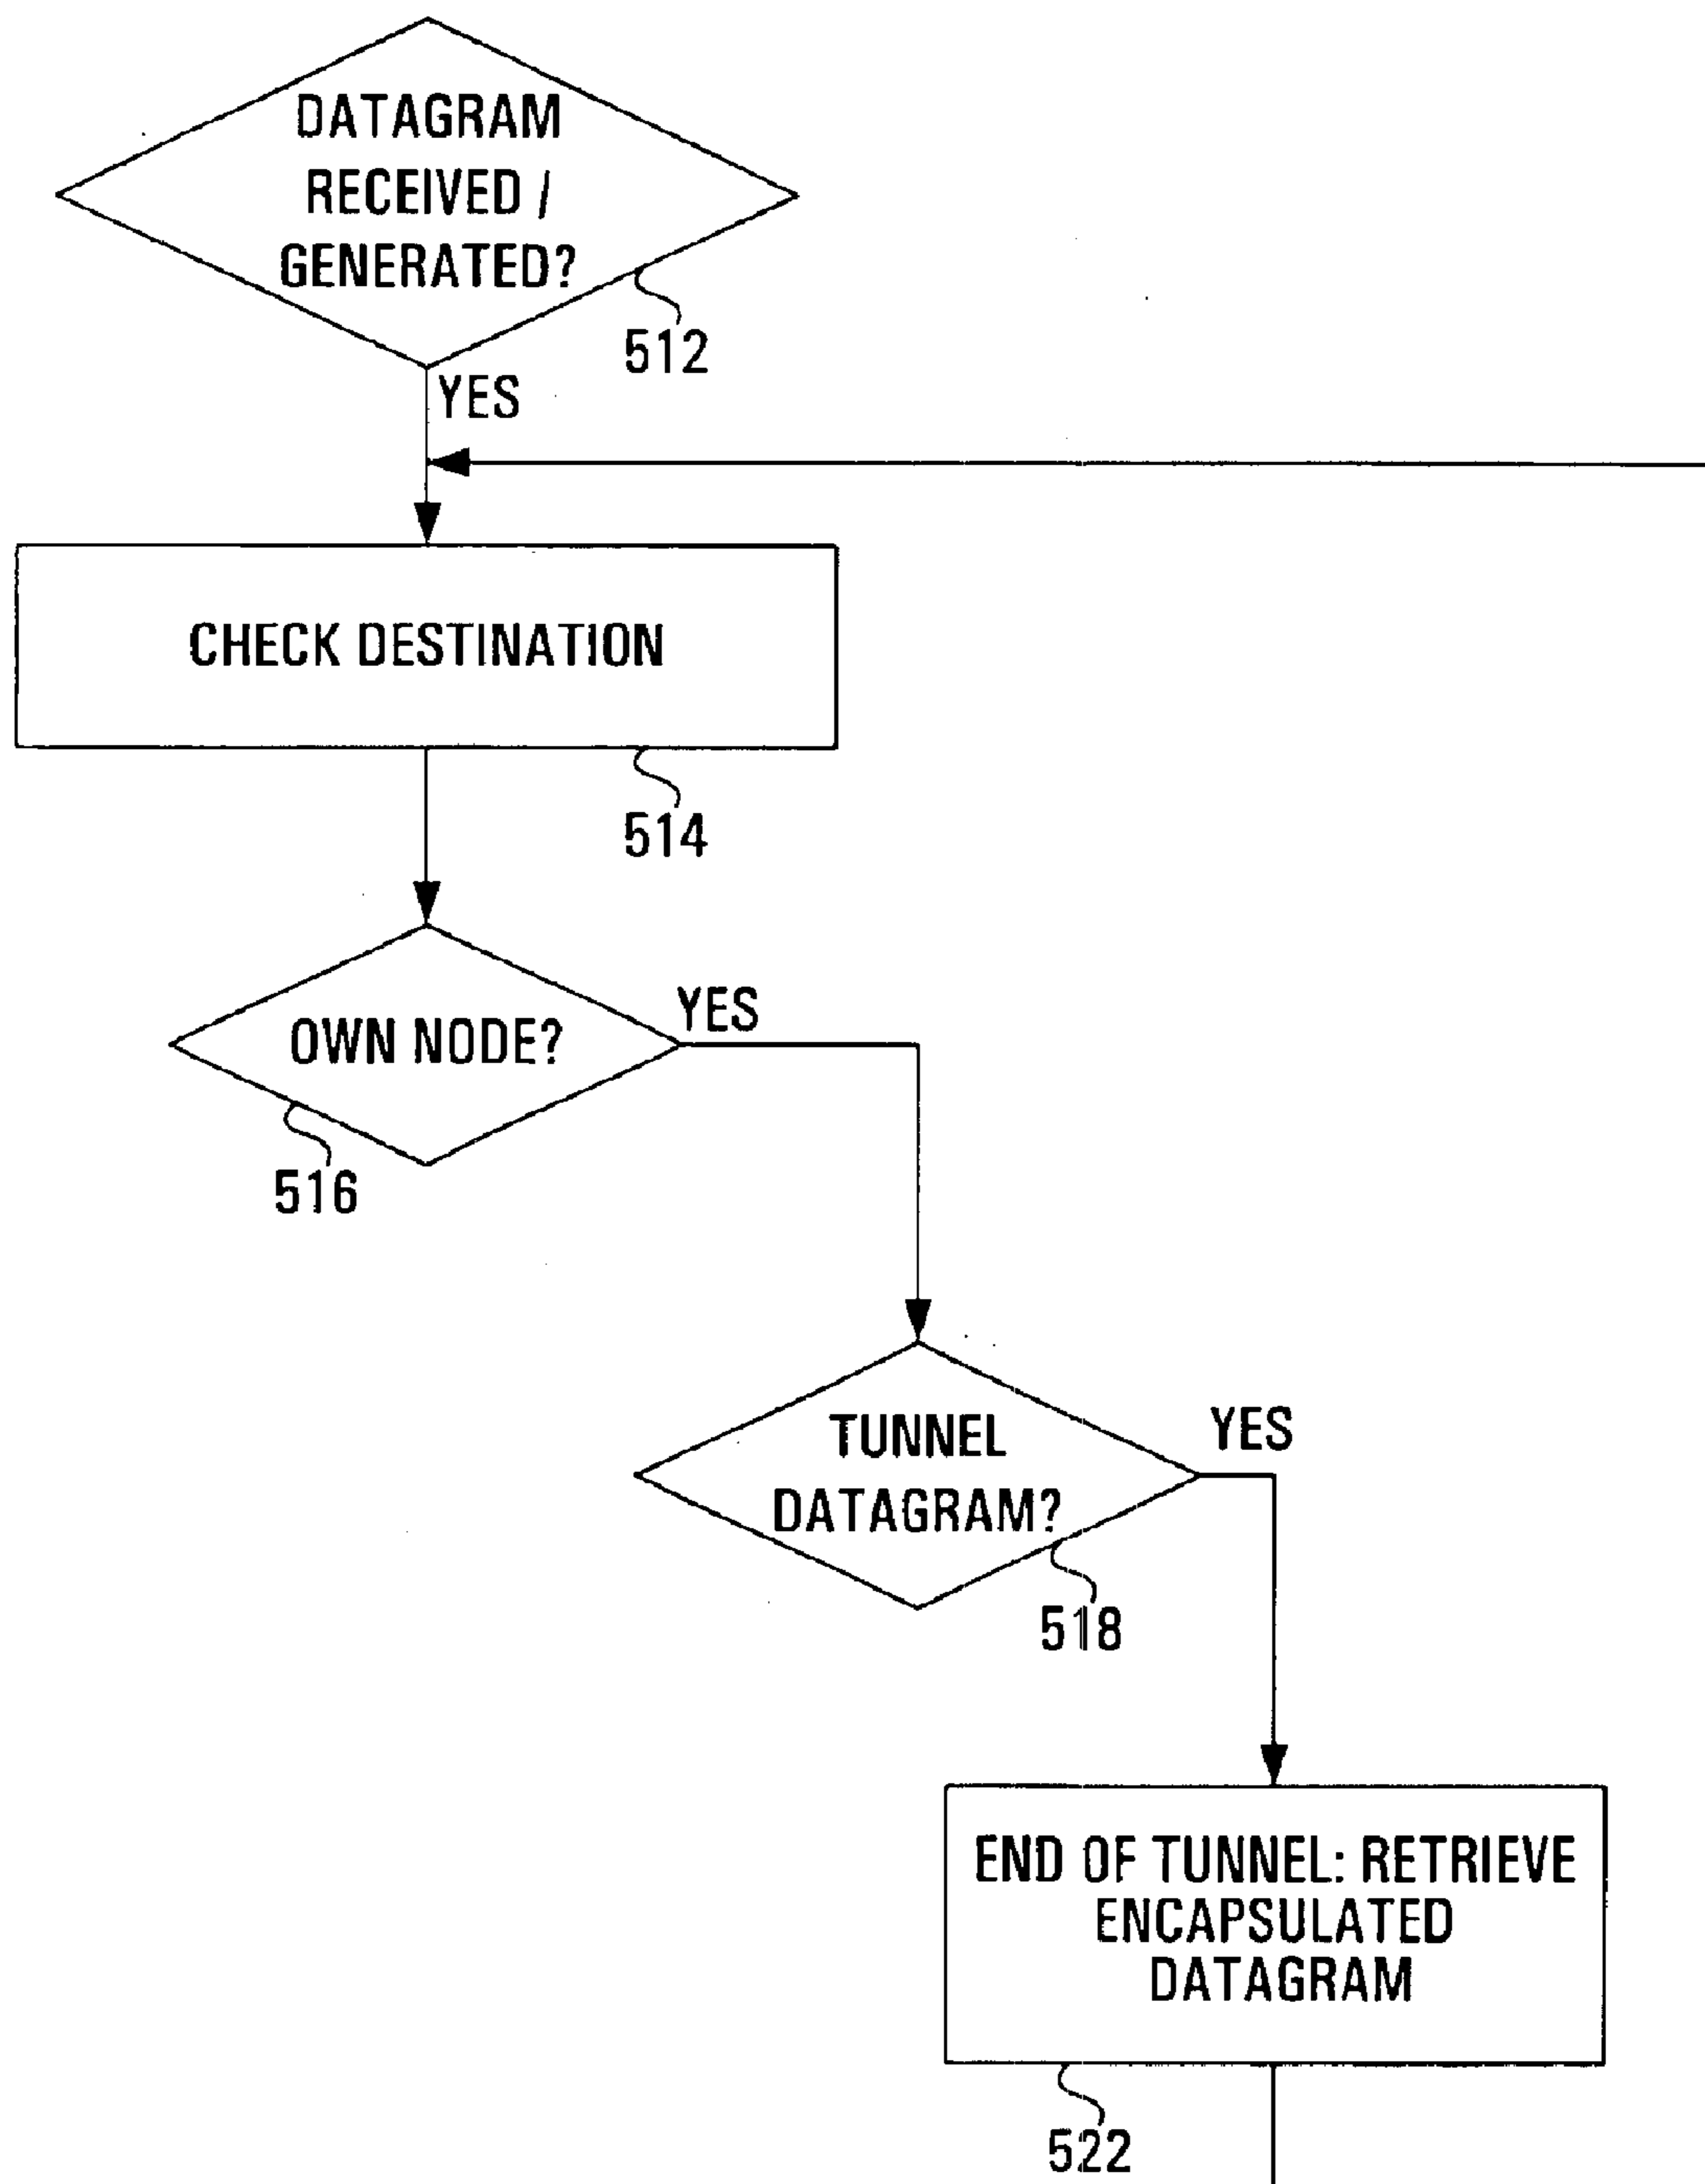 DATAGRAM
RECEIVED /
GENERATED?
512
YES
CHECK DESTINATION
514
OWN NODE?
YES
516
TUNNEL
DATAGRAM?
YES
518
END OF TUNNEL: RETRIEVE
ENCAPSULATED
DATAGRAM
522